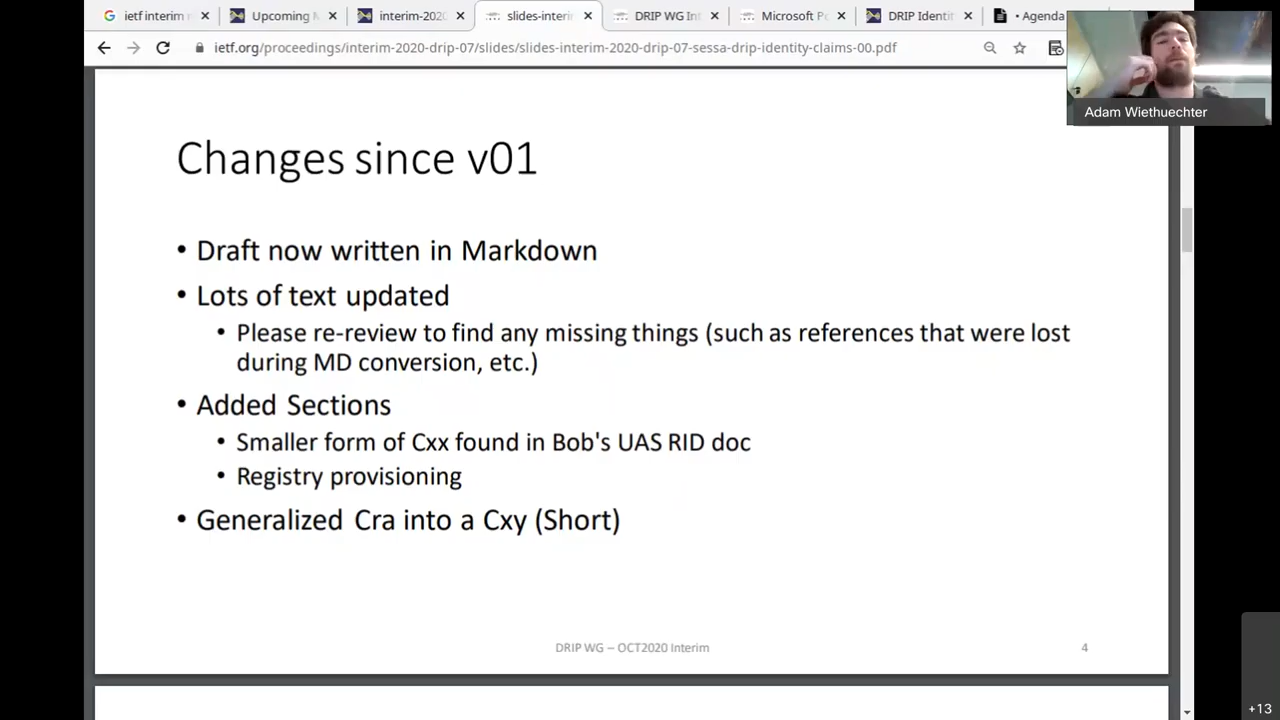 ietf interim n
Upcoming M
interim-202
slides-interi
DRIP WG Int
Microsoft Po
DRIP Identit
• Agenda
ietf.org/proceedings/interim-2020-drip-07/slides/slides-interim-2020-drip-07-sessa-drip-identity-claims-00.pdf
Adam Wiethuechter
Changes since v01
• Draft now written in Markdown
• Lots of text updated
• Please re-review to find any missing things (such as references that were lost
during MD conversion, etc.)
• Added Sections
• Smaller form of Cxx found in Bob's UAS RID doc
• Registry provisioning
• Generalized Cra into a Cxy (Short)
DRIP WG – OCT2020 Interim
4
+13